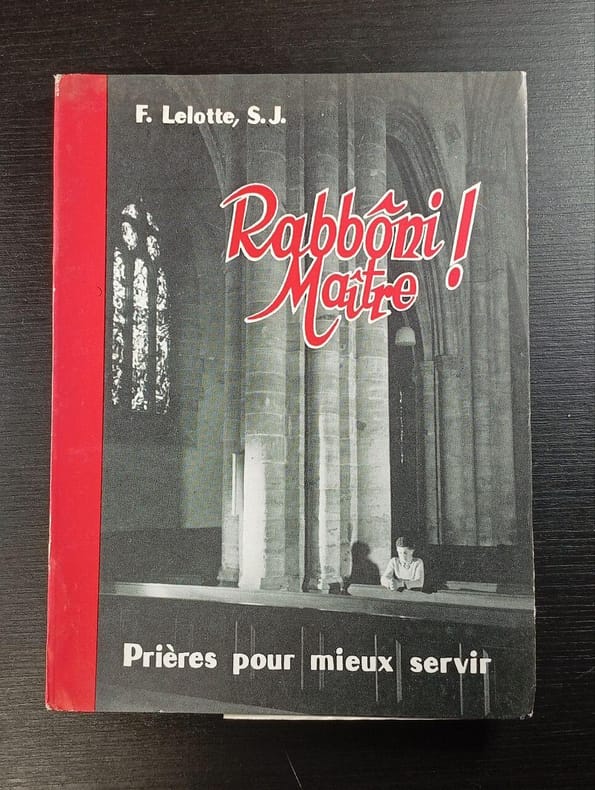 F. Lelotte, S.J.
Rabbôni !
Maître
Prières pour mieux servir